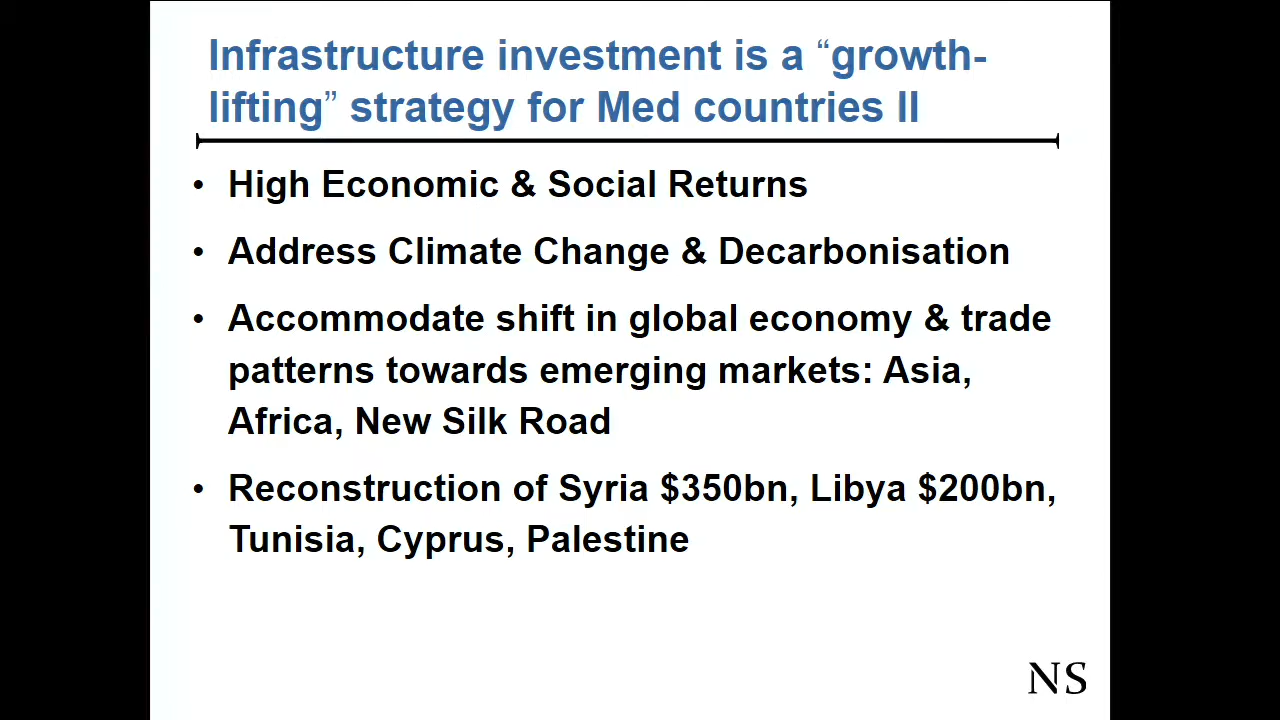 Infrastructure investment is a “growth-
lifting” strategy for Med countries II
• High Economic & Social Returns
• Address Climate Change & Decarbonisation
• Accommodate shift in global economy & trade
patterns towards emerging markets: Asia,
Africa, New Silk Road
• Reconstruction of Syria $350bn, Libya $200bn,
Tunisia, Cyprus, Palestine
NS